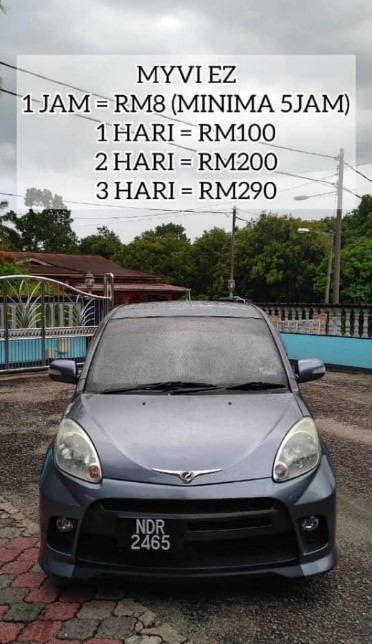 MYVI EZ
1 JAM = RM8 (MINIMA 5JAM)
1 HARI = RM100
2 HARI = RM200
3 HARI = RM290
NDR
2465